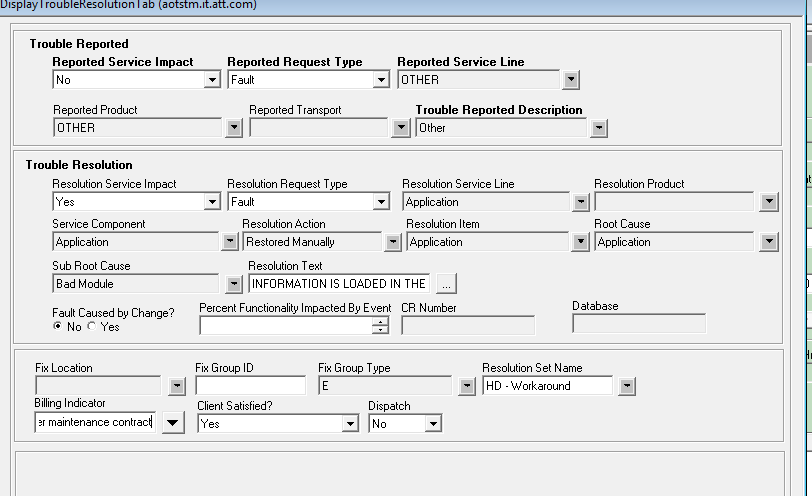 DisplayTroubleResolutionTab (aotstm.it.att.com)
Trouble Reported
Reported Service Impact Reported Request Type Reported Service Line
No Fault OTHER
Reported Product Reported Transport Trouble Reported Description
OTHER Other
Trouble Resolution
Resolution Service Impact Resolution Request Type Resolution Service Line Resolution Product
Yes Fault Application
Service Component Resolution Action Resolution Item Root Cause
Application Restored Manually Application Application
Sub Root Cause Resolution Text
Bad Module INFORMATION IS LOADED IN THE ...
Fault Caused by Change? Percent Functionality Impacted By Event CR Number Database
No Yes
Fix Location Fix Group ID Fix Group Type Resolution Set Name
E HD - Workaround
Billing Indicator Client Satisfied? Dispatch
er maintenance contract Yes No